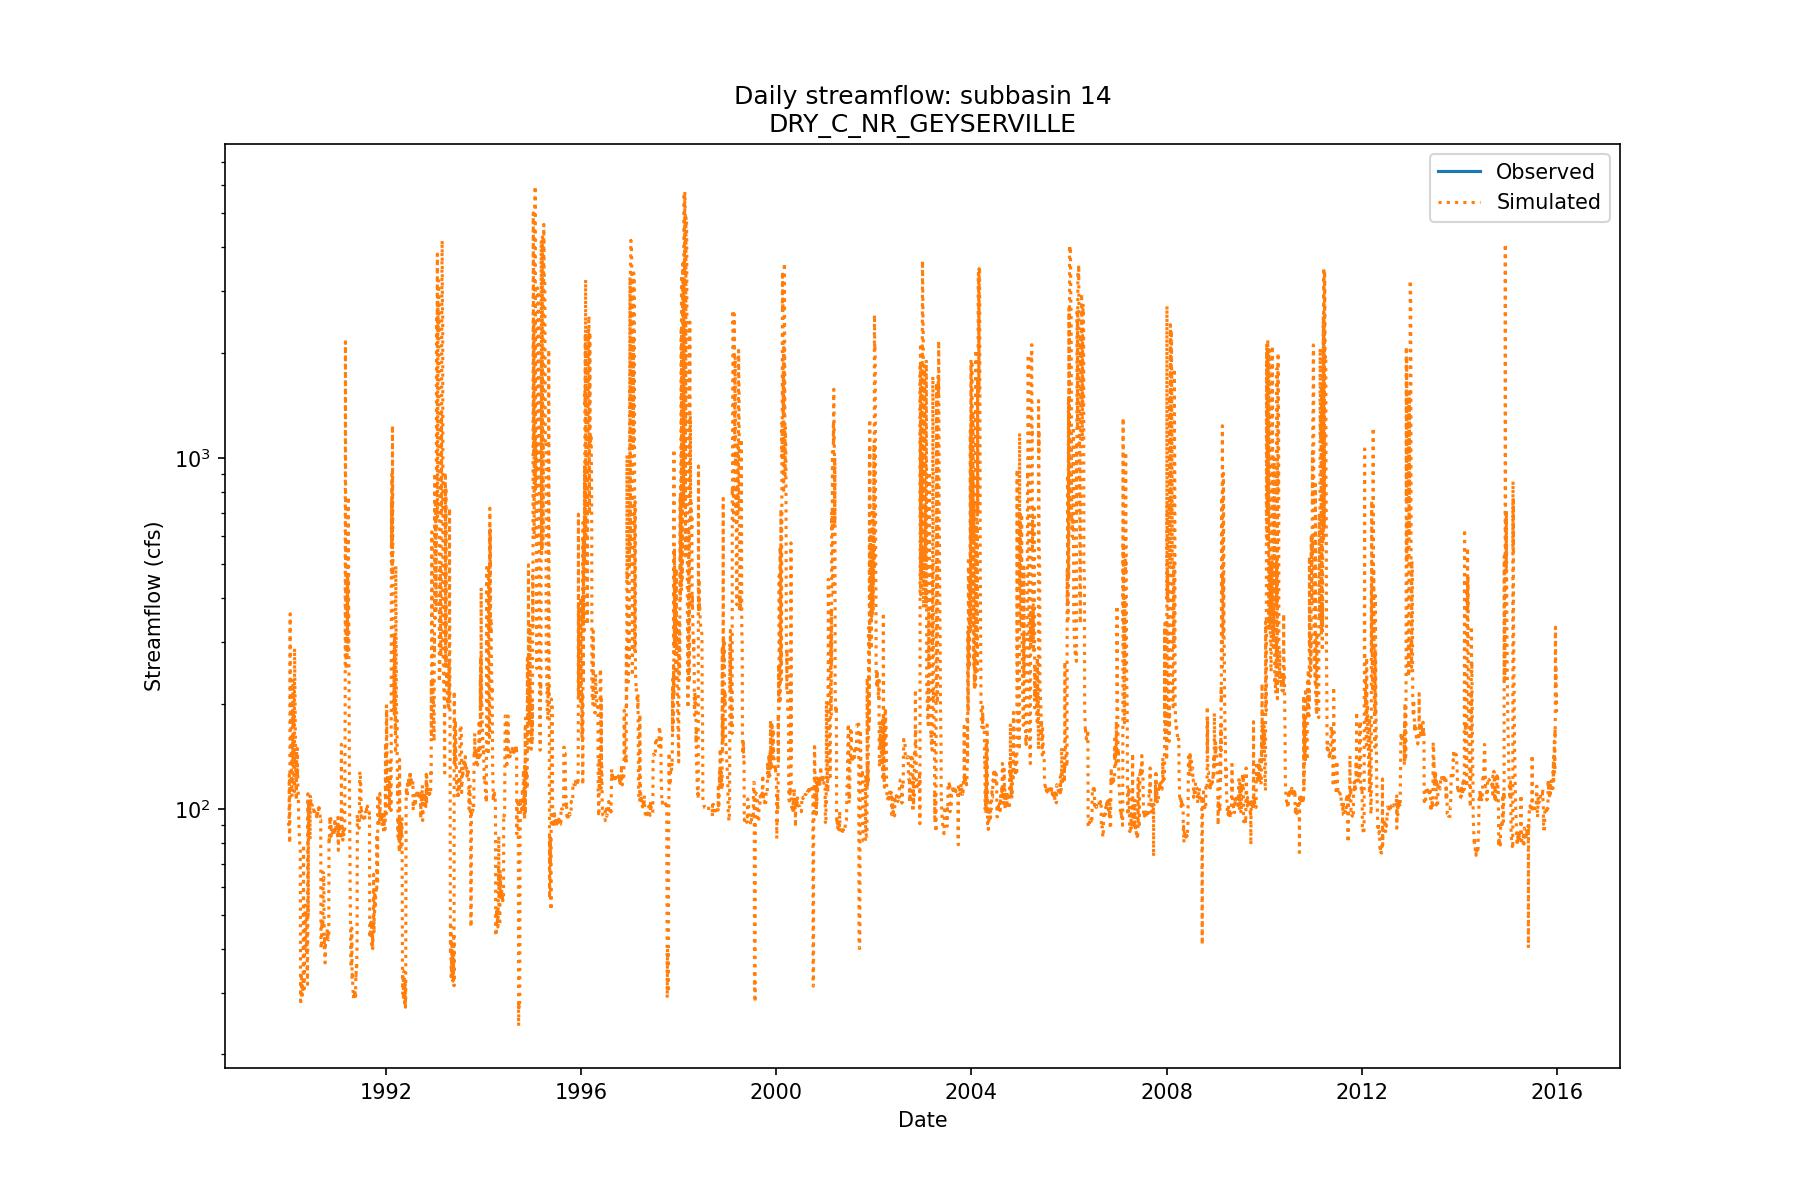 Daily streamflow: subbasin 14
DRY_C_NR_GEYSERVILLE
Observed
Simulated
Streamflow (cfs)
10³
10²
1992 1996 2000 2004 2008 2012 2016
Date